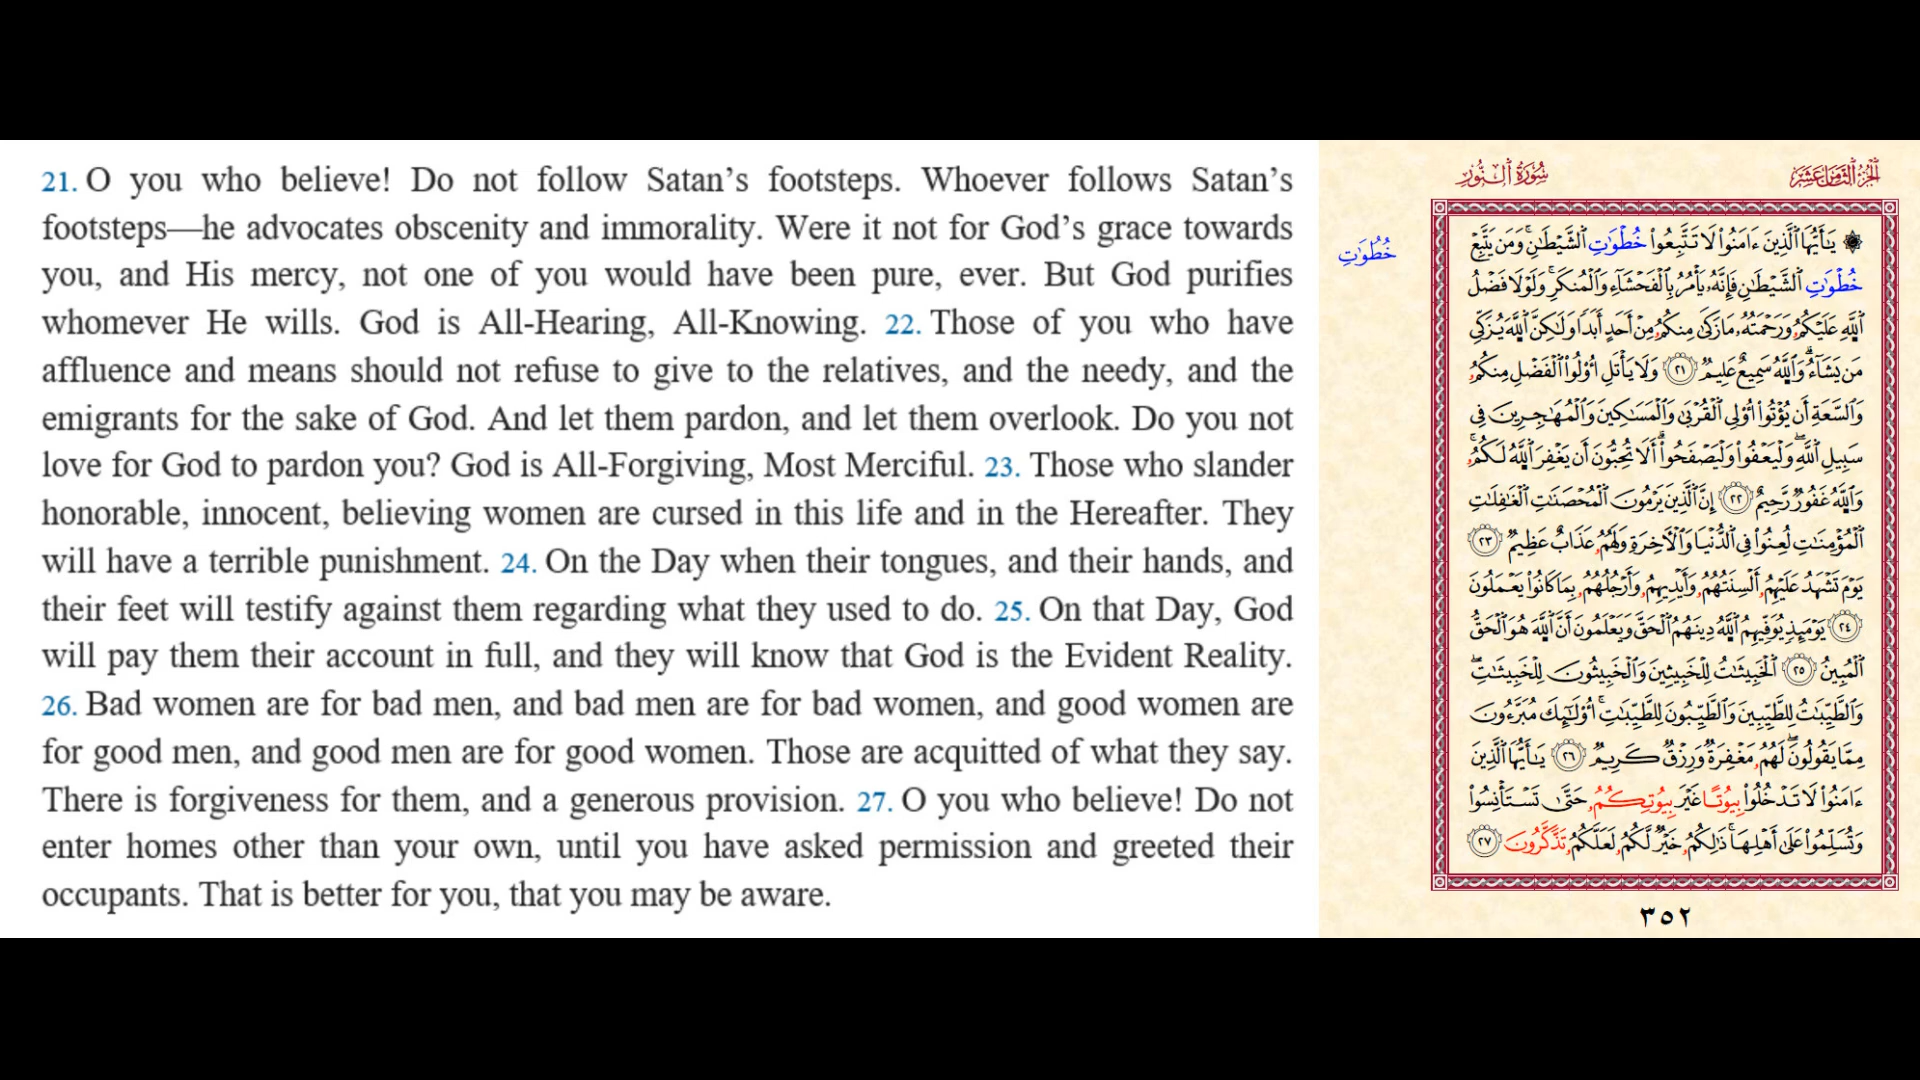 21. O you who believe! Do not follow Satan’s footsteps. Whoever follows Satan’s
footsteps—he advocates obscenity and immorality. Were it not for God’s grace towards
you, and His mercy, not one of you would have been pure, ever. But God purifies
whomever He wills. God is All-Hearing, All-Knowing. 22. Those of you who have
affluence and means should not refuse to give to the relatives, and the needy, and the
emigrants for the sake of God. And let them pardon, and let them overlook. Do you not
love for God to pardon you? God is All-Forgiving, Most Merciful. 23. Those who slander
honorable, innocent, believing women are cursed in this life and in the Hereafter. They
will have a terrible punishment. 24. On the Day when their tongues, and their hands, and
their feet will testify against them regarding what they used to do. 25. On that Day, God
will pay them their account in full, and they will know that God is the Evident Reality.
26. Bad women are for bad men, and bad men are for bad women, and good women are
for good men, and good men are for good women. Those are acquitted of what they say.
There is forgiveness for them, and a generous provision. 27. O you who believe! Do not
enter homes other than your own, until you have asked permission and greeted their
occupants. That is better for you, that you may be aware.
الجزء الثامن عشر
سورة النور
۞ يَٰٓأَيُّهَا ٱلَّذِينَ ءَامَنُواْ لَا تَتَّبِعُواْ خُطْوَٰتِ ٱلشَّيْطَٰنِۚ وَمَن يَتَّبِعْ
خُطُوَٰتِ
خُطْوَٰتِ ٱلشَّيْطَٰنِ فَإِنَّهُۥ يَأْمُرُ بِٱلْفَحْشَآءِ وَٱلْمُنكَرِۚ وَلَوْلَا فَضْلُ
ٱللَّهِ عَلَيْكُمُۥ وَرَحْمَتُهُۥ مَا زَكَىٰ مِنكُمُۥ مِنْ أَحَدٍ أَبَدٗا وَلَٰكِنَّ ٱللَّهَ يُزَكِّي
مَن يَشَآءُۗ وَٱللَّهُ سَمِيعٌ عَلِيمٞ ٢١ وَلَا يَأْتَلِ أُوْلُواْ ٱلْفَضْلِ مِنكُمُۥ
وَٱلسَّعَةِ أَن يُؤْتُوٓاْ أُوْلِي ٱلْقُرْبَىٰ وَٱلْمَسَٰكِينَ وَٱلْمُهَٰجِرِينَ فِي
سَبِيلِ ٱللَّهِۖ وَلْيَعْفُواْ وَلْيَصْفَحُوٓاْۗ أَلَا تُحِبُّونَ أَن يَغْفِرَ ٱللَّهُ لَكُمُۥۚ
وَٱللَّهُ غَفُورٞ رَّحِيمٌ ٢٢ إِنَّ ٱلَّذِينَ يَرْمُونَ ٱلْمُحْصَنَٰتِ ٱلْغَٰفِلَٰتِ
ٱلْمُؤْمِنَٰتِ لُعِنُواْ فِي ٱلدُّنْيَا وَٱلْأٓخِرَةِ وَلَهُمُۥ عَذَابٌ عَظِيمٞ ٢٣
يَوْمَ تَشْهَدُ عَلَيْهِمُۥ أَلْسِنَتُهُمُۥ وَأَيْدِيهِمُۥ وَأَرْجُلُهُمُۥ بِمَا كَانُواْ يَعْمَلُونَ
٢٤ يَوْمَئِذٖ يُوَفِّيهِمُ ٱللَّهُ دِينَهُمُ ٱلْحَقَّ وَيَعْلَمُونَ أَنَّ ٱللَّهَ هُوَ ٱلْحَقُّ
ٱلْمُبِينُ ٢٥ ٱلْخَبِيثَٰتُ لِلْخَبِيثِينَ وَٱلْخَبِيثُونَ لِلْخَبِيثَٰتِۖ
وَٱلطَّيِّبَٰتُ لِلطَّيِّبِينَ وَٱلطَّيِّبُونَ لِلطَّيِّبَٰتِۚ أُوْلَٰٓئِكَ مُبَرَّءُونَ
مِمَّا يَقُولُونَۖ لَهُمُۥ مَغْفِرَةٞ وَرِزْقٞ كَرِيمٞ ٢٦ يَٰٓأَيُّهَا ٱلَّذِينَ
ءَامَنُواْ لَا تَدْخُلُواْ بِيُوتًا غَيْرَ بِيُوتِكُمُۥ حَتَّىٰ تَسْتَأْنِسُواْ
وَتُسَلِّمُواْ عَلَىٰٓ أَهْلِهَاۚ ذَٰلِكُمُۥ خَيْرٞ لَّكُمُۥ لَعَلَّكُمُۥ تَذَّكَّرُونَ ٢٧
٣٥٢